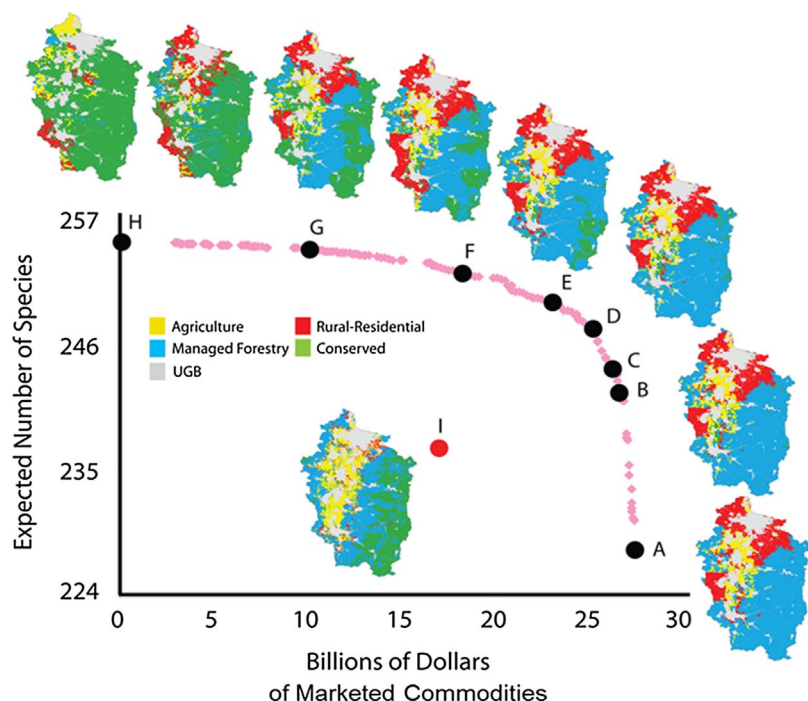 257
H
G
F
E
D
C
B
A
I
246
235
224
Expected Number of Species
Agriculture
Rural-Residential
Managed Forestry
Conserved
UGB
0 5 10 15 20 25 30
Billions of Dollars
of Marketed Commodities